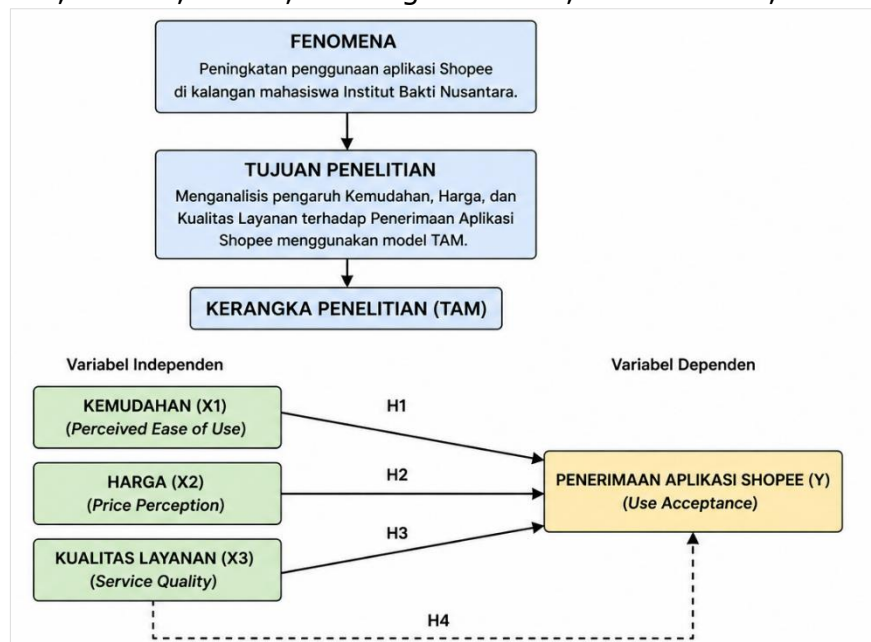 FENOMENA
Peningkatan penggunaan aplikasi Shopee
di kalangan mahasiswa Institut Bakti Nusantara.
TUJUAN PENELITIAN
Menganalisis pengaruh Kemudahan, Harga, dan
Kualitas Layanan terhadap Penerimaan Aplikasi
Shopee menggunakan model TAM.
KERANGKA PENELITIAN (TAM)
Variabel Independen
Variabel Dependen
KEMUDAHAN (X1)
(Perceived Ease of Use)
H1
HARGA (X2)
(Price Perception)
H2
PENERIMAAN APLIKASI SHOPEE (Y)
(Use Acceptance)
H3
KUALITAS LAYANAN (X3)
(Service Quality)
H4